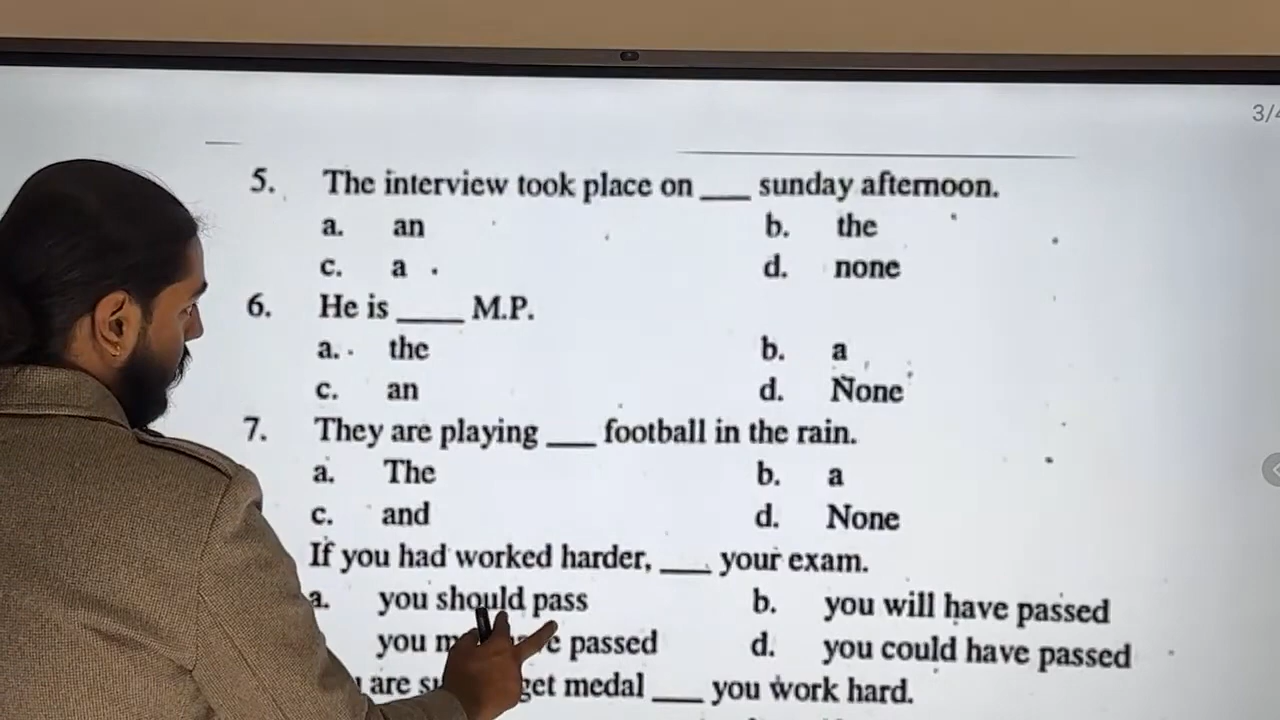 3/4
5. The interview took place on ___ sunday afternoon.
a. an b. the
c. a d. none
6. He is ____ M.P.
a. the b. a
c. an d. None
7. They are playing ___ football in the rain.
a. The b. a
c. and d. None
If you had worked harder, ___ your exam.
a. you should pass b. you will have passed
you passed d. you could have passed
are get medal ___ you work hard.